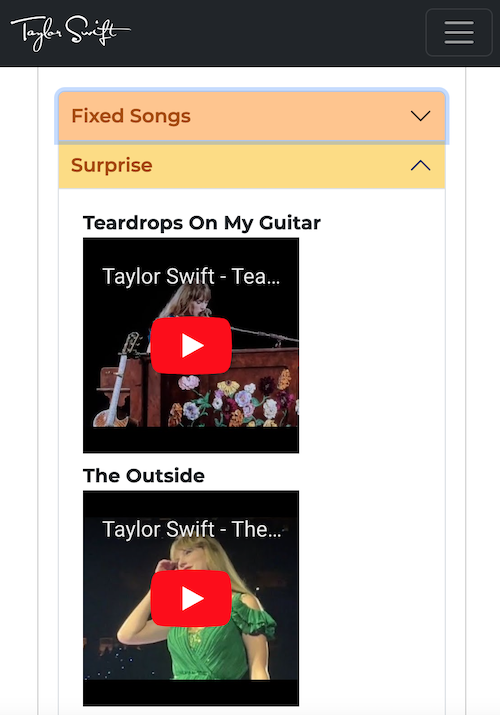 Taylor Swift
Fixed Songs
Surprise
Teardrops On My Guitar
Taylor Swift - Tea...
The Outside
Taylor Swift - The...